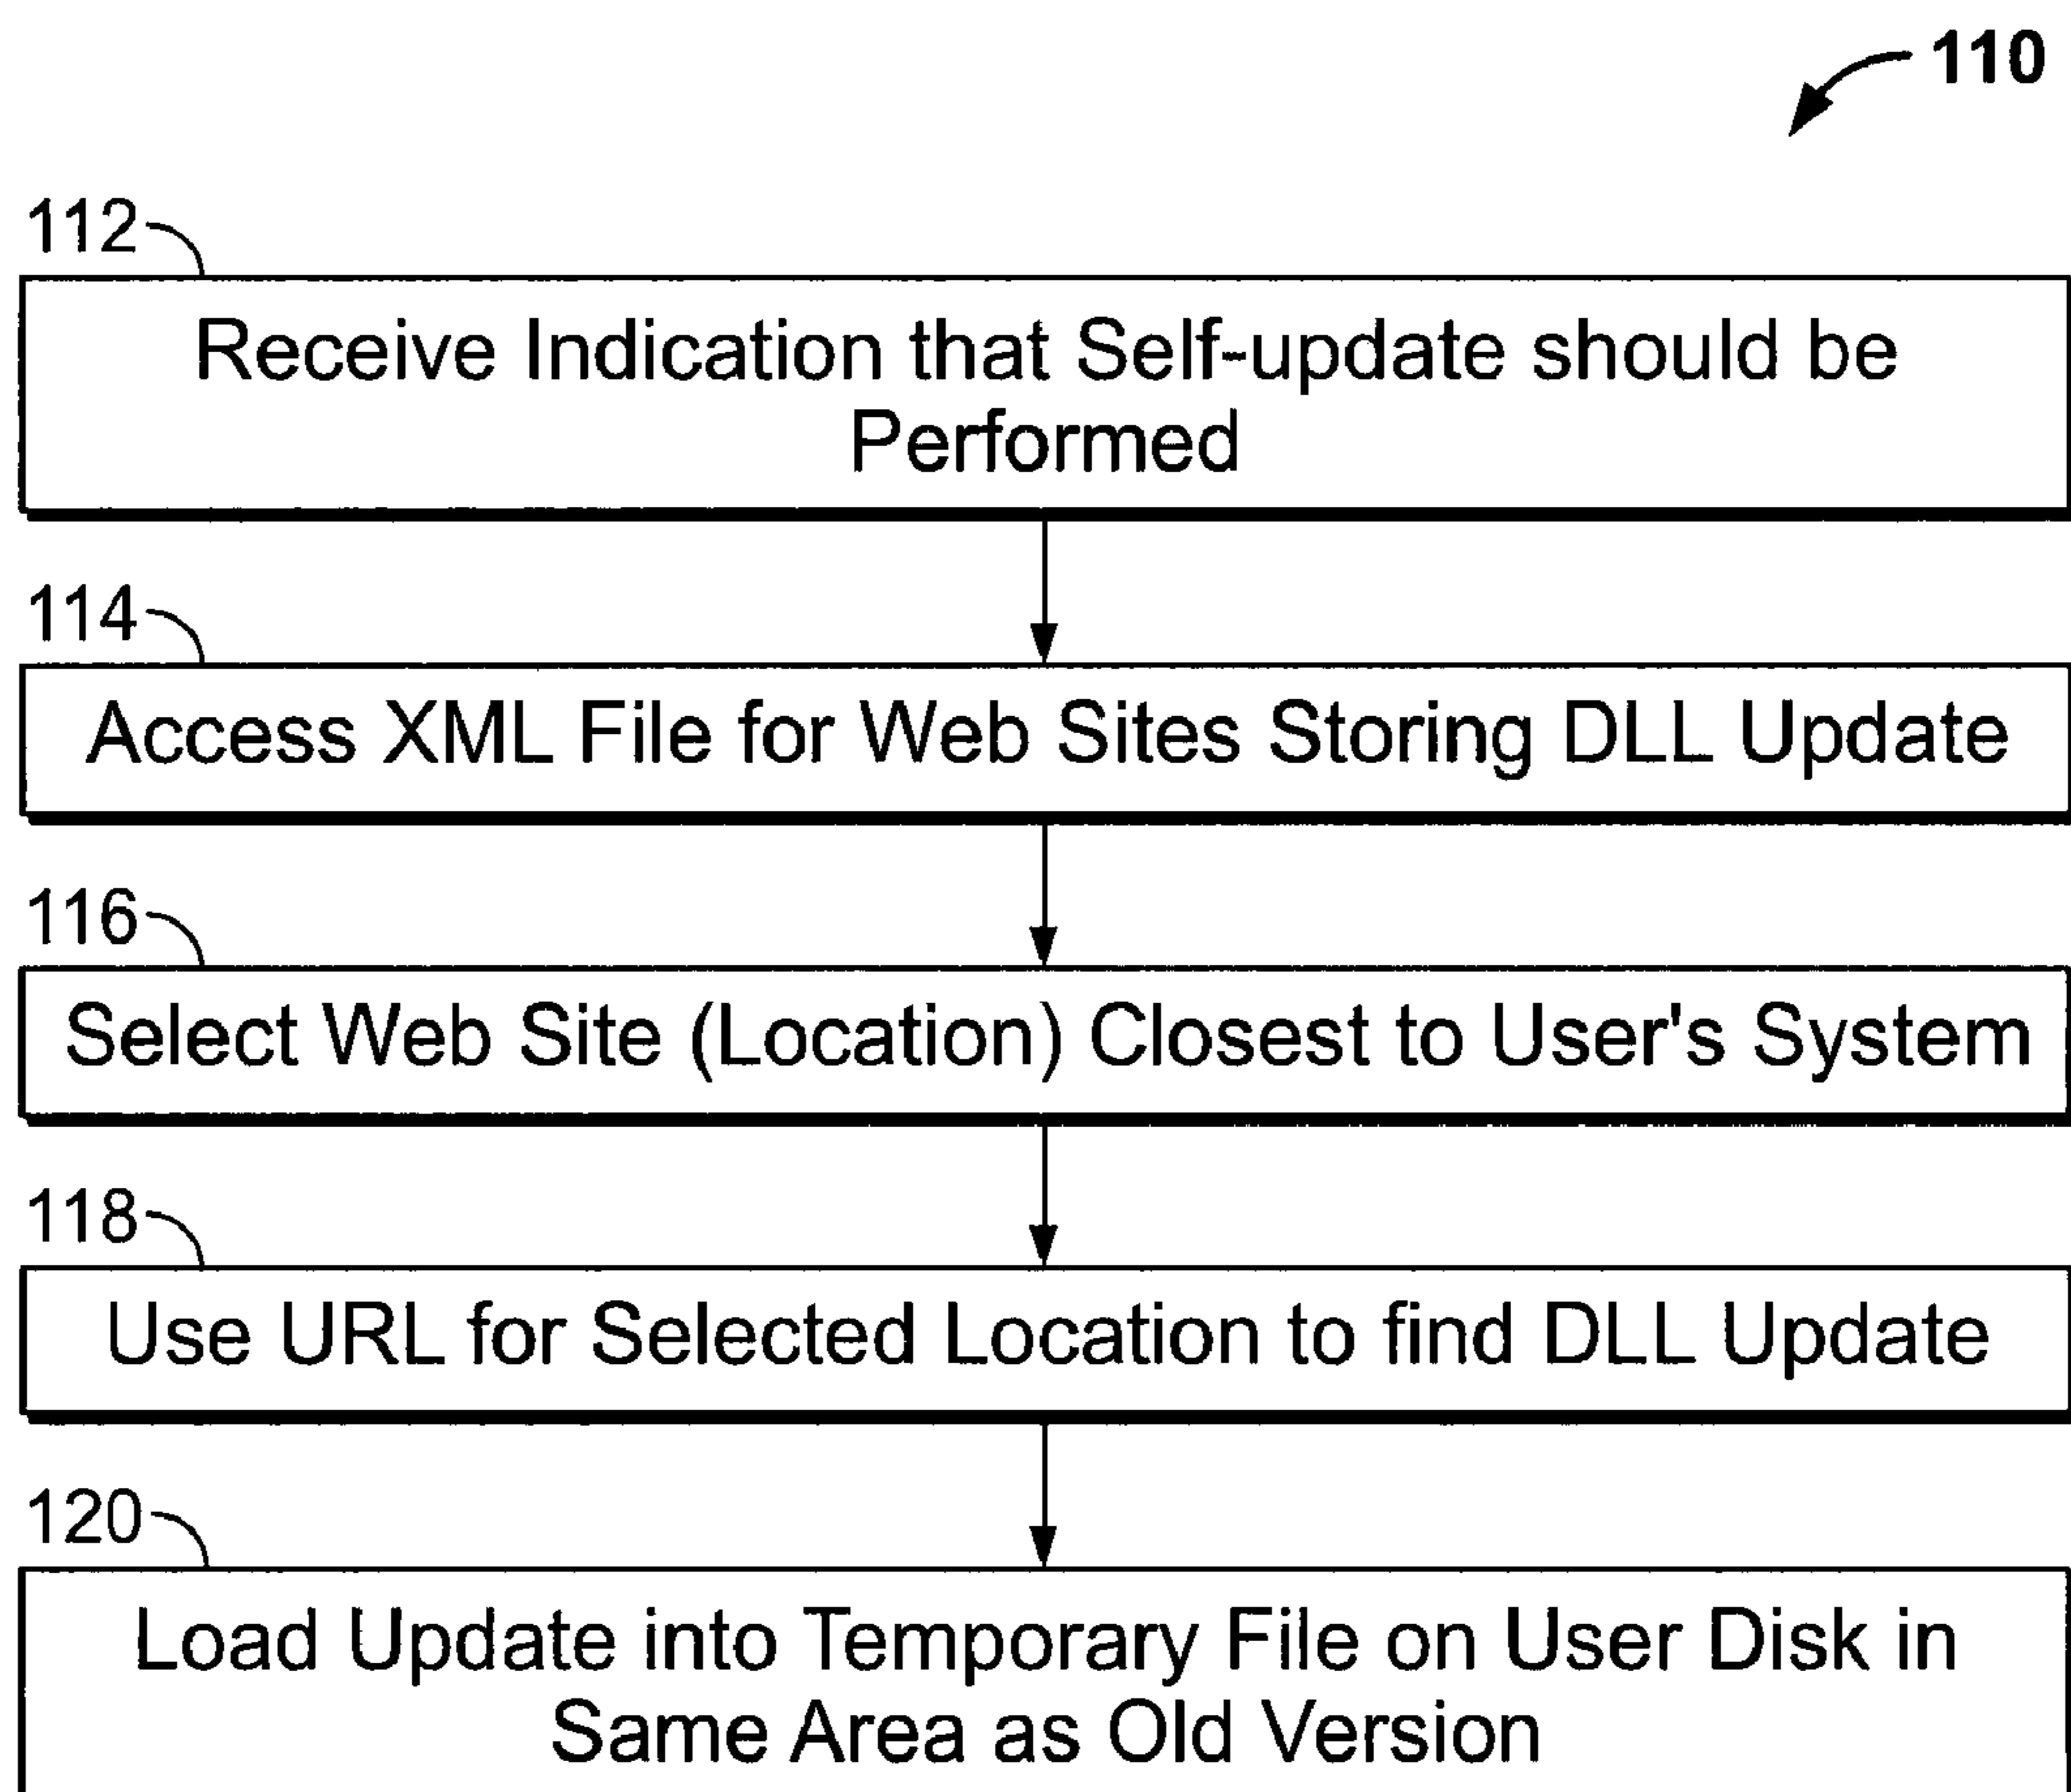 110
112
Receive Indication that Self-update should be
Performed
114
Access XML File for Web Sites Storing DLL Update
116
Select Web Site (Location) Closest to User's System
118
Use URL for Selected Location to find DLL Update
120
Load Update into Temporary File on User Disk in
Same Area as Old Version